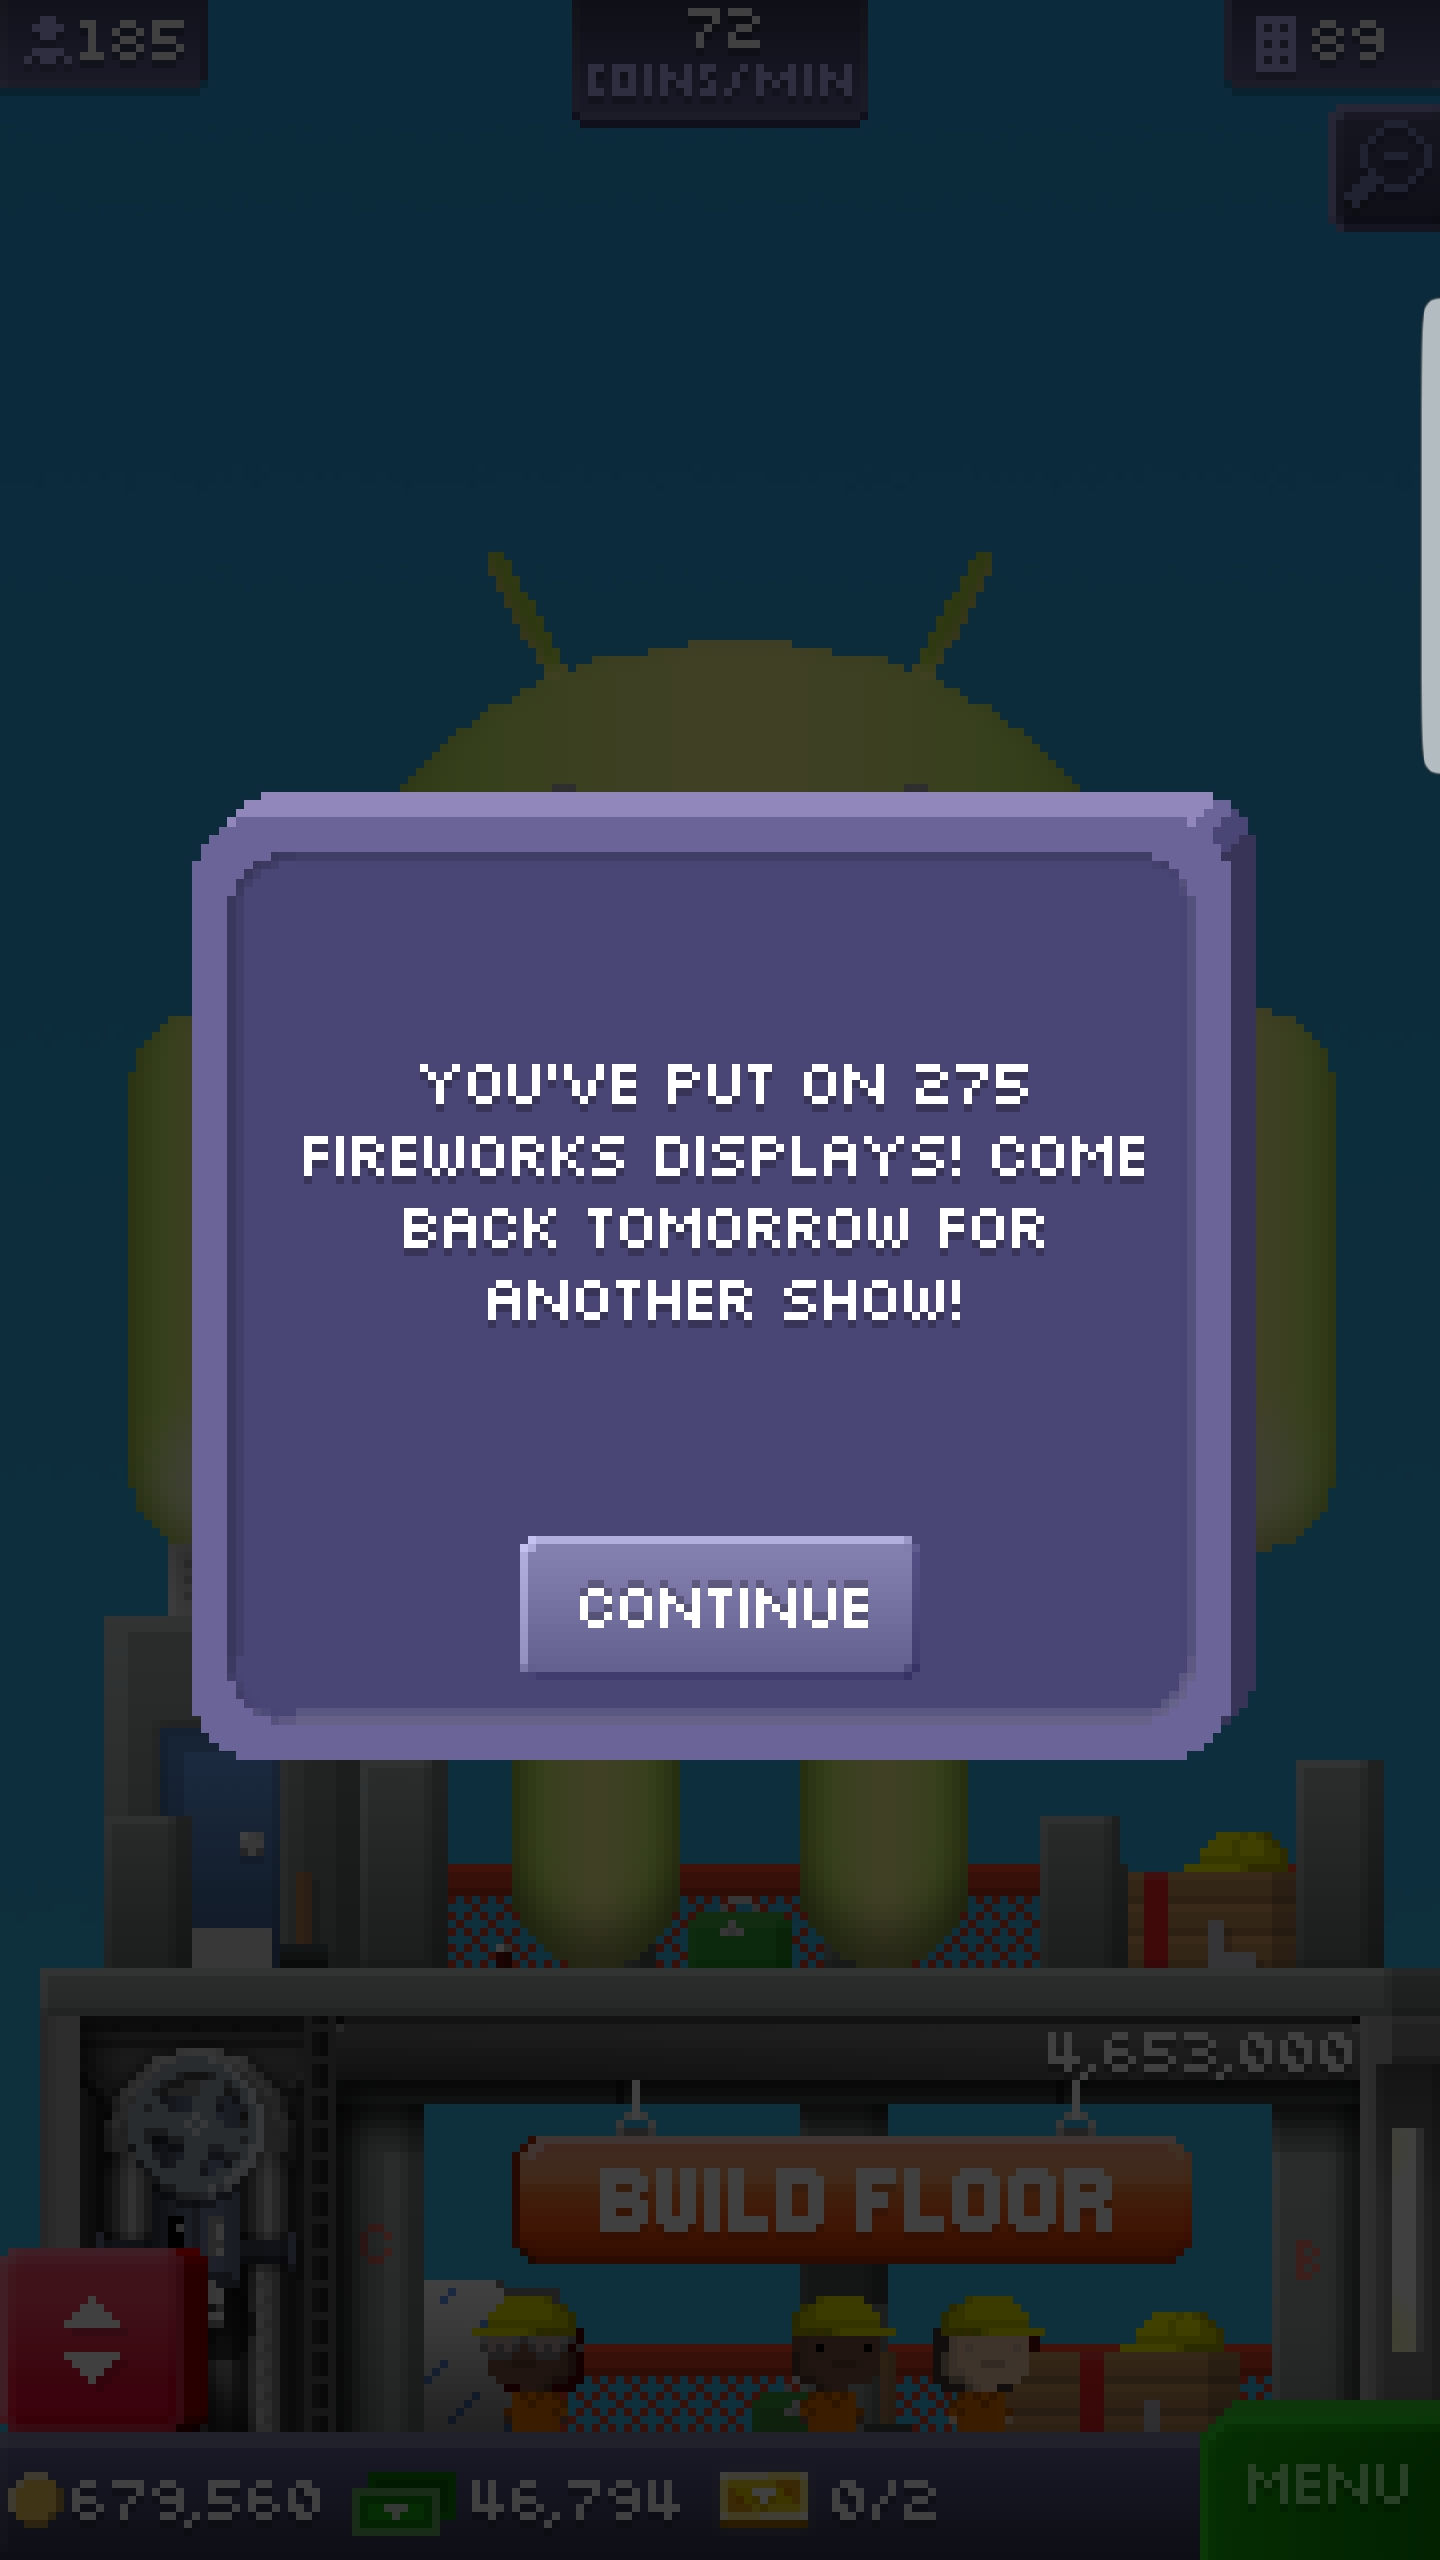 185
72
COINS/MIN
89
YOU'VE PUT ON 275
FIREWORKS DISPLAYS! COME
BACK TOMORROW FOR
ANOTHER SHOW!
CONTINUE
4,653,000
BUILD FLOOR
C
B
679,560
46,794
0/2
MENU